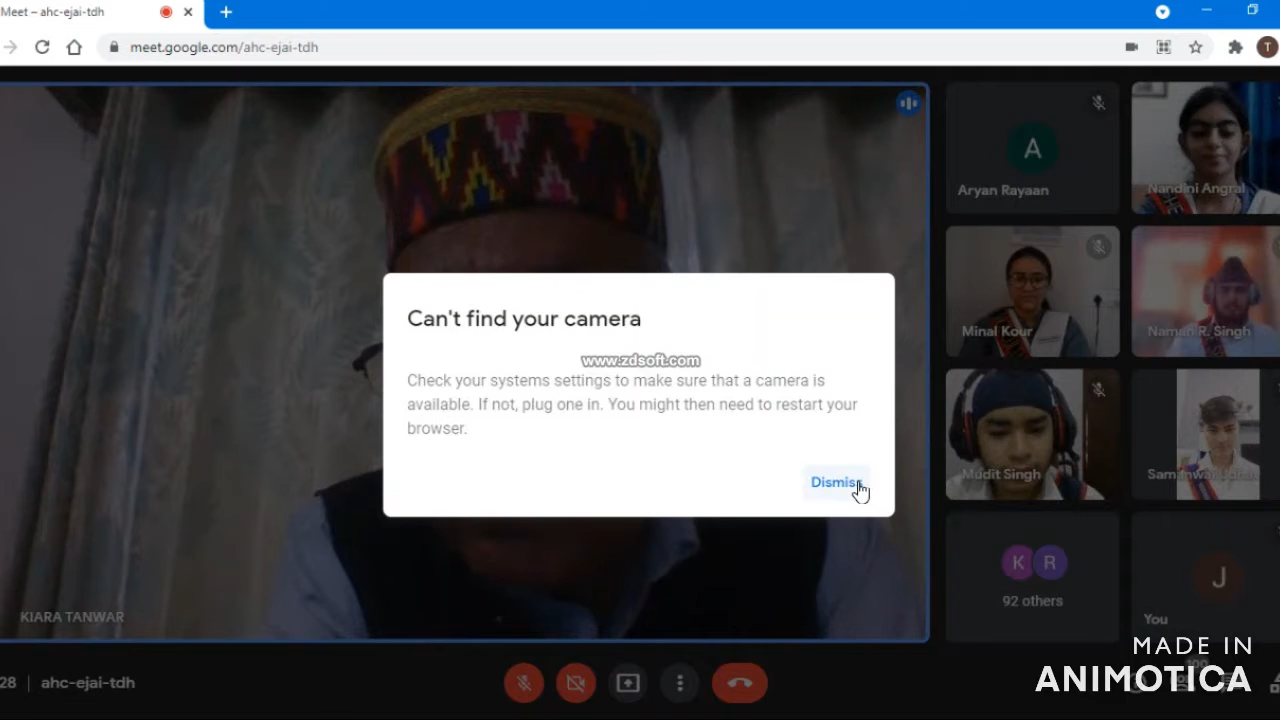 Meet – ahc-ejai-tdh
meet.google.com/ahc-ejai-tdh
T
A
Aryan Rayaan
Nandini Angral
Minal Kour
Naman R. Singh
Can't find your camera
www.zdsoft.com
Check your systems settings to make sure that a camera is
available. If not, plug one in. You might then need to restart your
browser.
Dismiss
Mudit Singh
K R
92 others
J
You
KIARA TANWAR
28 | ahc-ejai-tdh
100
MADE IN
ANIMOTICA